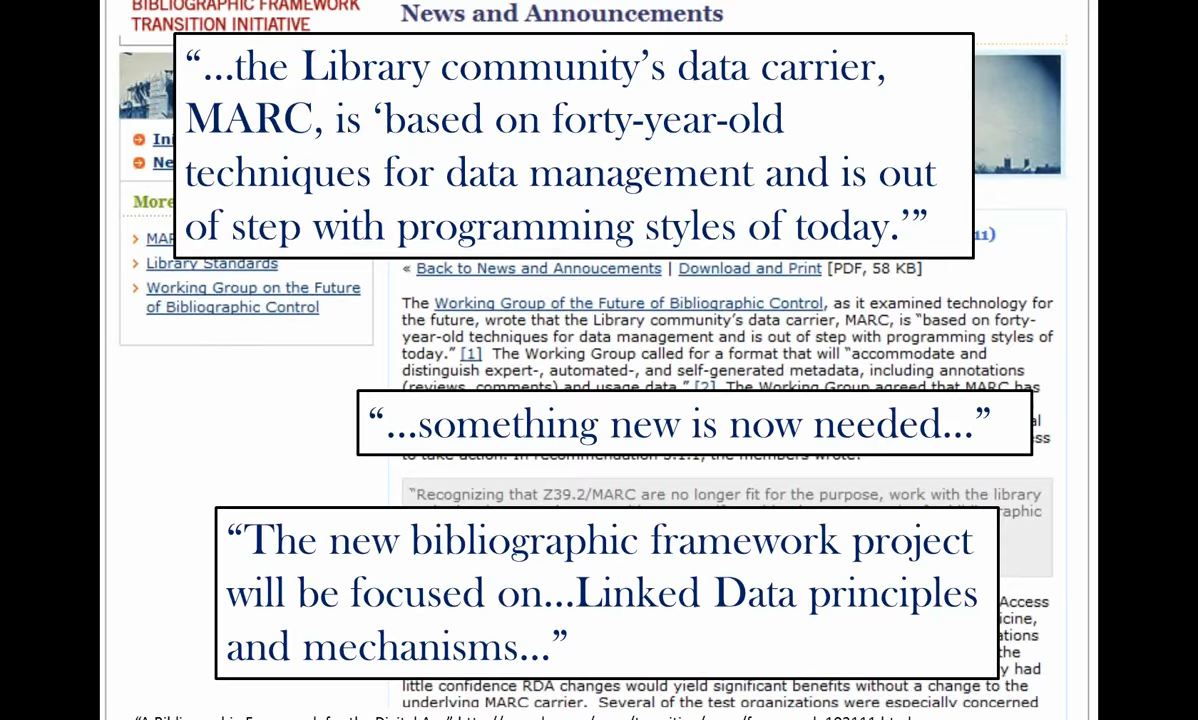 BIBLIOGRAPHIC FRAMEWORK
TRANSITION INITIATIVE
News and Announcements
“…the Library community’s data carrier,
MARC, is ‘based on forty-year-old
techniques for data management and is out
of step with programming styles of today.’”
More
Library Standards
Working Group on the Future
of Bibliographic Control
11)
« Back to News and Annoucements | Download and Print [PDF, 58 KB]
The Working Group of the Future of Bibliographic Control, as it examined technology for
the future, wrote that the Library community’s data carrier, MARC, is “based on forty-
year-old techniques for data management and is out of step with programming styles of
today.” [1] The Working Group called for a format that will “accommodate and
distinguish expert-, automated-, and self-generated metadata, including annotations
(reviews, comments) and usage data.” [2] The Working Group agreed that MARC has
“…something new is now needed…”
to take action. In recommendation 3.1.1, the members wrote:
“Recognizing that Z39.2/MARC are no longer fit for the purpose, work with the library
“The new bibliographic framework project
will be focused on…Linked Data principles
and mechanisms…”
Access
the
had
little confidence RDA changes would yield significant benefits without a change to the
underlying MARC carrier. Several of the test organizations were especially concerned